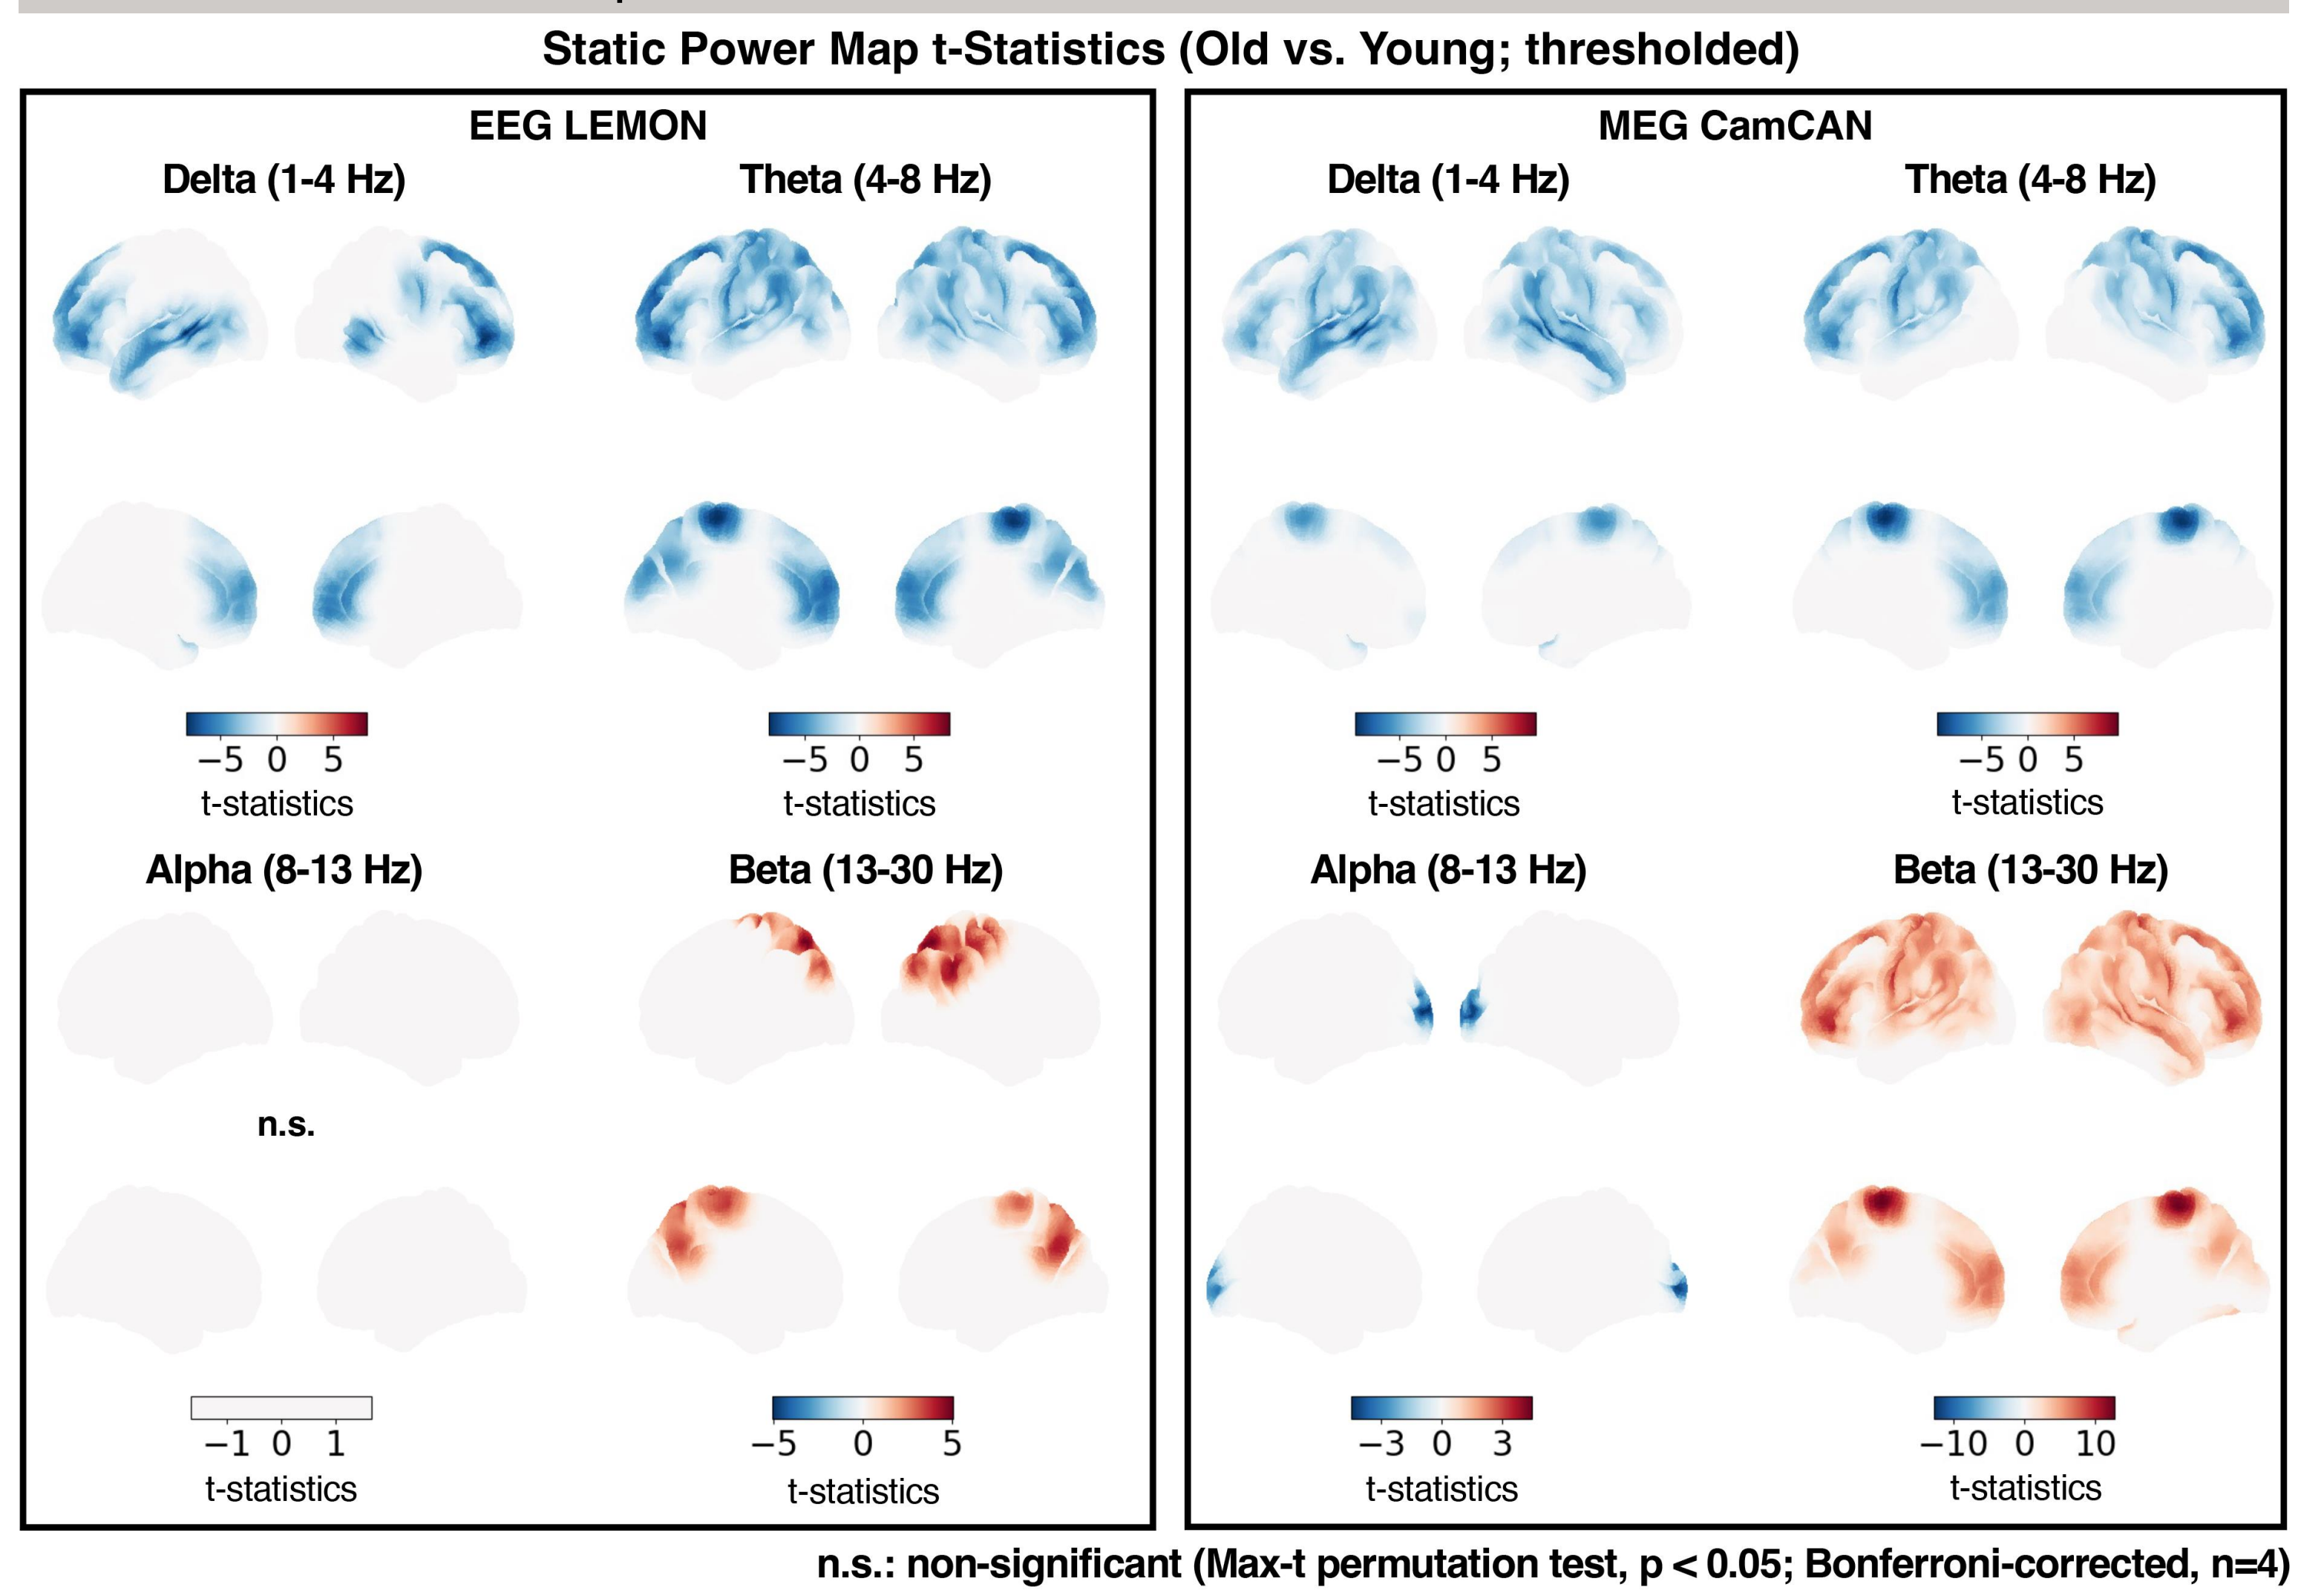 Static Power Map t-Statistics (Old vs. Young; thresholded)
EEG LEMON
Delta (1-4 Hz)
Theta (4-8 Hz)
−5 0 5
t-statistics
−5 0 5
t-statistics
Alpha (8-13 Hz)
Beta (13-30 Hz)
n.s.
−1 0 1
t-statistics
−5 0 5
t-statistics
MEG CamCAN
Delta (1-4 Hz)
Theta (4-8 Hz)
−5 0 5
t-statistics
−5 0 5
t-statistics
Alpha (8-13 Hz)
Beta (13-30 Hz)
−3 0 3
t-statistics
−10 0 10
t-statistics
n.s.: non-significant (Max-t permutation test, p < 0.05; Bonferroni-corrected, n=4)